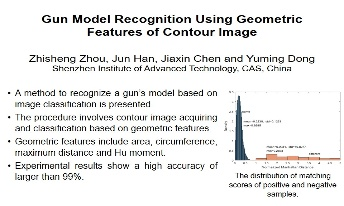 Gun Model Recognition Using Geometric
Features of Contour Image
Zhisheng Zhou, Jun Han, Jiaxin Chen and Yuming Dong
Shenzhen Institute of Advanced Technology, CAS, China
• A method to recognize a gun's model based on
image classification is presented
• The procedure involves contour image acquiring
and classification based on geometric features
• Geometric features include area, circumference,
maximum distance and Hu moment.
• Experimental results show a high accuracy of
larger than 99%.
The distribution of matching
scores of positive and negative
samples.